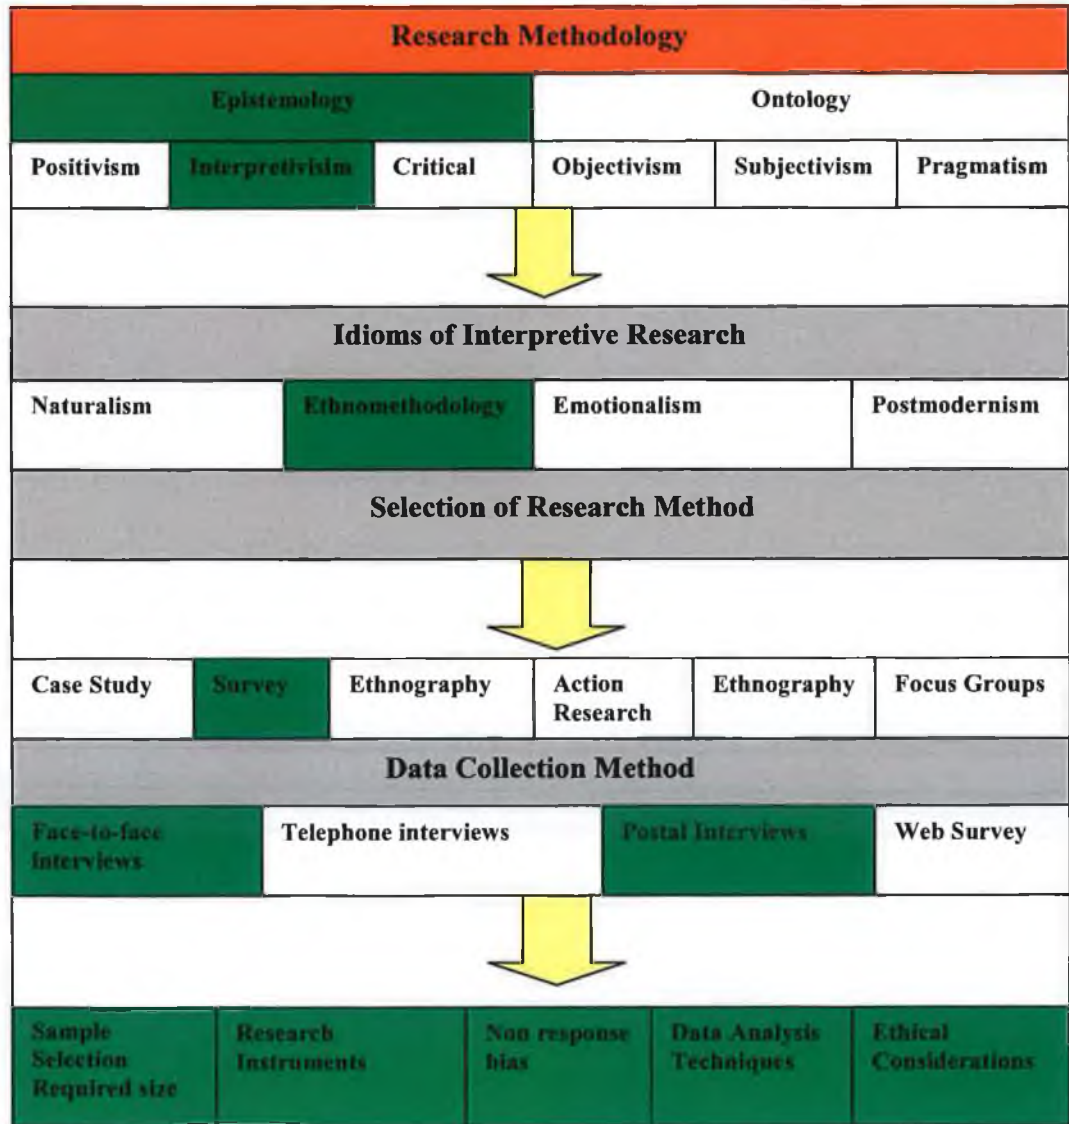 Research Methodology
Epistemology
Ontology
Positivism
Interpretivisim
Critical
Objectivism
Subjectivism
Pragmatism
Idioms of Interpretive Research
Naturalism
Ethnomethodology
Emotionalism
Postmodernism
Selection of Research Method
Case Study
Survey
Ethnography
Action
Research
Ethnography
Focus Groups
Data Collection Method
Face-to-face
Interviews
Telephone interviews
Postal Interviews
Web Survey
Sample
Selection
Required size
Research
Instruments
Non response
bias
Data Analysis
Techniques
Ethical
Considerations